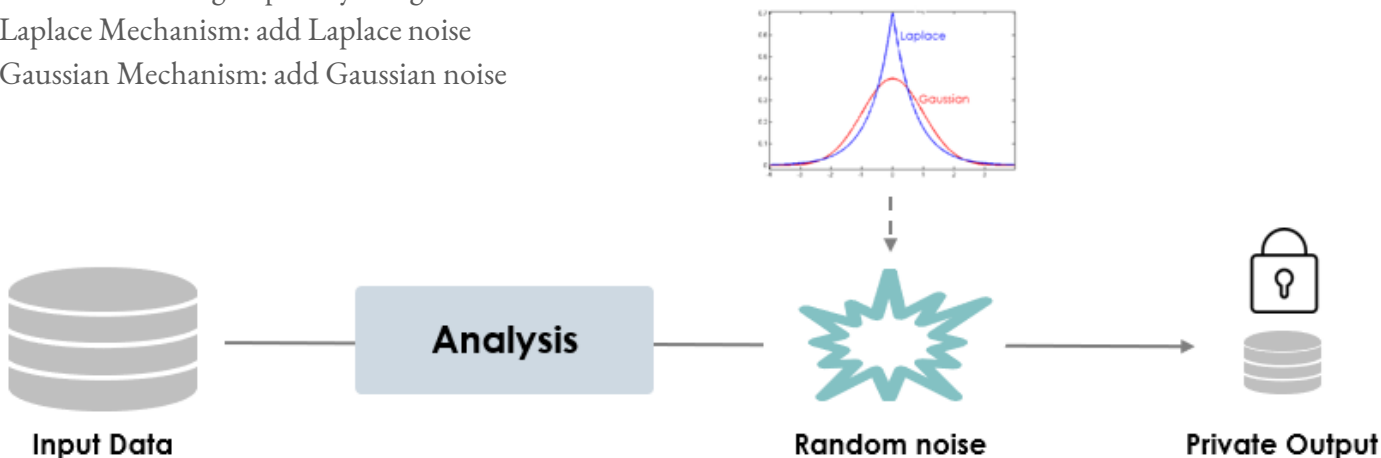 Laplace Mechanism: add Laplace noise
Gaussian Mechanism: add Gaussian noise
Laplace
Gaussian
Analysis
Input Data
Random noise
Private Output